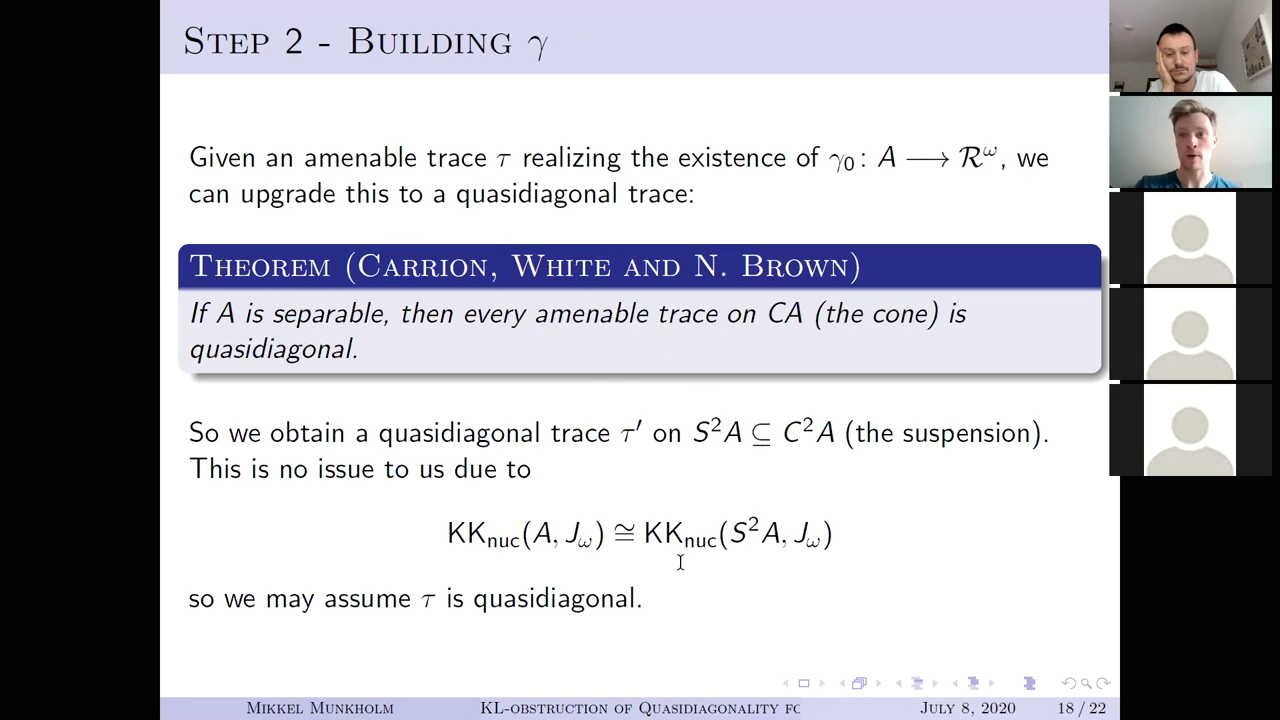 Step 2 - Building γ
Given an amenable trace τ realizing the existence of γ₀ : A ⟶ ℛ^ω, we
can upgrade this to a quasidiagonal trace:
Theorem (Carrion, White and N. Brown)
If A is separable, then every amenable trace on CA (the cone) is
quasidiagonal.
So we obtain a quasidiagonal trace τ′ on S²A ⊆ C²A (the suspension).
This is no issue to us due to
KK_nuc(A, J_ω) ≅ KK_nuc(S²A, J_ω)
so we may assume τ is quasidiagonal.
Mikkel Munkholm KL-obstruction of Quasidiagonality fo July 8, 2020 18 / 22